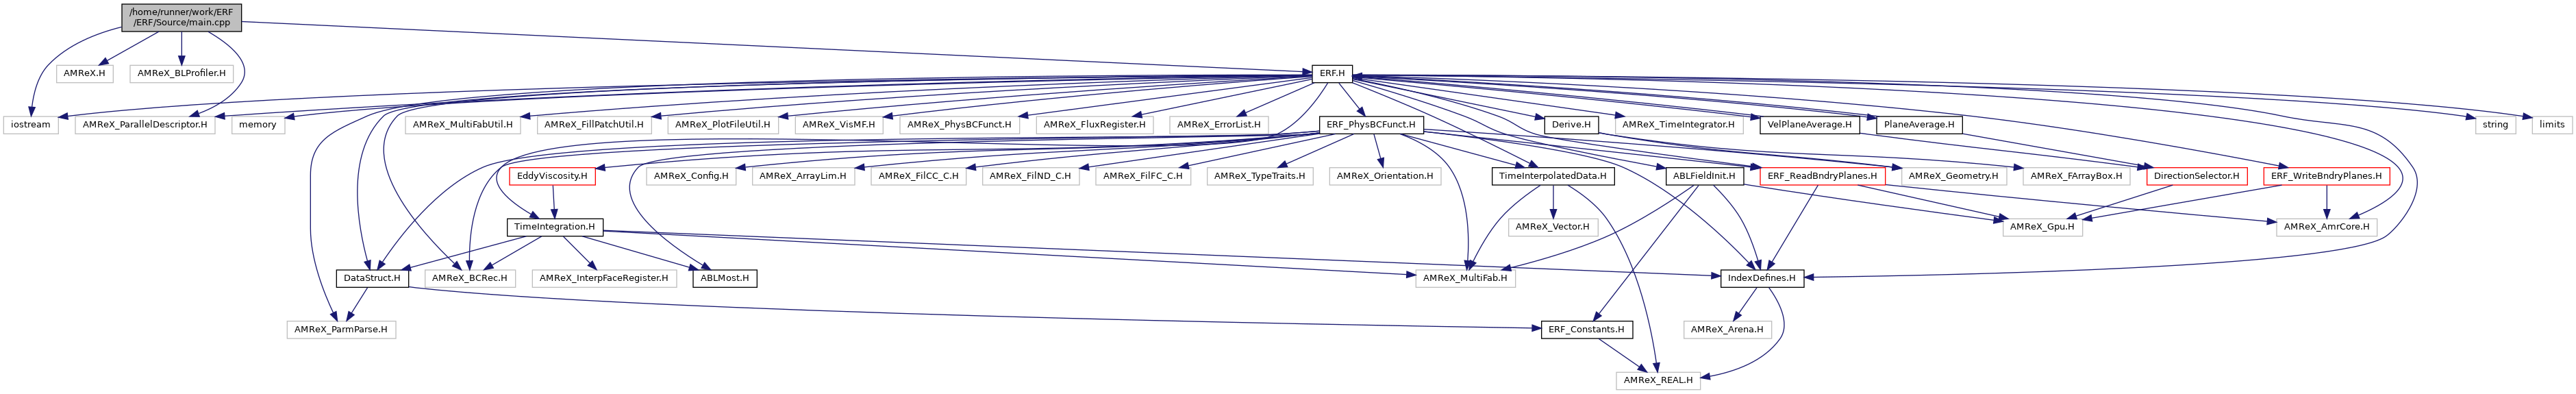 /home/runner/work/ERF
/ERF/Source/main.cpp
AMReX.H
AMReX_BLProfiler.H
ERF.H
iostream
AMReX_ParallelDescriptor.H
memory
AMReX_MultiFabUtil.H
AMReX_FillPatchUtil.H
AMReX_PlotFileUtil.H
AMReX_VisMF.H
AMReX_PhysBCFunct.H
AMReX_FluxRegister.H
AMReX_ErrorList.H
ERF_PhysBCFunct.H
Derive.H
AMReX_TimeIntegrator.H
VelPlaneAverage.H
PlaneAverage.H
string
limits
EddyViscosity.H
AMReX_Config.H
AMReX_ArrayLim.H
AMReX_FilCC_C.H
AMReX_FilND_C.H
AMReX_FilFC_C.H
AMReX_TypeTraits.H
AMReX_Orientation.H
TimeInterpolatedData.H
ABLFieldInit.H
ERF_ReadBndryPlanes.H
AMReX_Geometry.H
AMReX_FArrayBox.H
DirectionSelector.H
ERF_WriteBndryPlanes.H
TimeIntegration.H
AMReX_Vector.H
AMReX_Gpu.H
AMReX_AmrCore.H
DataStruct.H
AMReX_BCRec.H
AMReX_InterpFaceRegister.H
ABLMost.H
AMReX_MultiFab.H
IndexDefines.H
AMReX_ParmParse.H
ERF_Constants.H
AMReX_Arena.H
AMReX_REAL.H